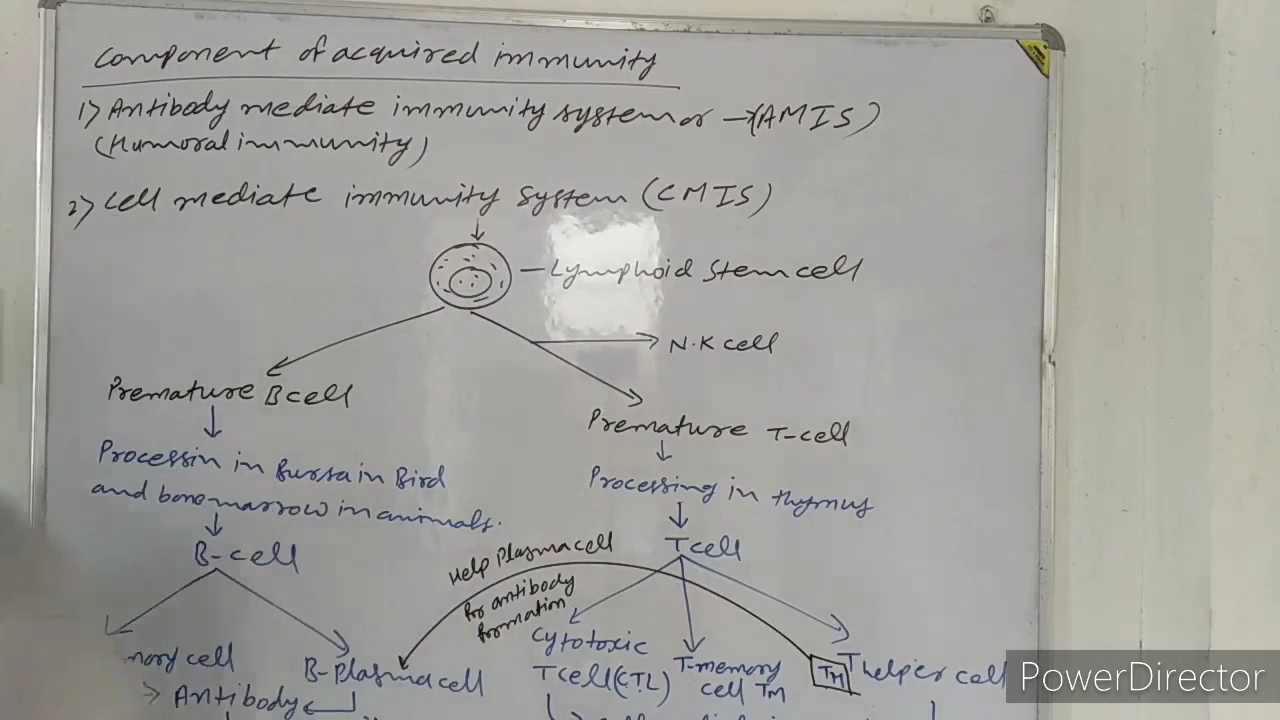 Component of acquired immunity
1) Antibody mediate immunity system or → (AMIS)
(Humoral immunity)
2) Cell mediate immunity System (CMIS)
Lymphoid Stem cell
N.K cell
Premature B cell
Premature T-cell
Processin in Bursa in Bird
and bone marrow in animals.
Processing in thymus
B-cell
T cell
Help Plasma cell
for antibody
formation
mory cell
B-Plasma cell
Cytotoxic
T cell (CTL)
T-memory
cell TM
TM
T helper cell
> Antibody
PowerDirector